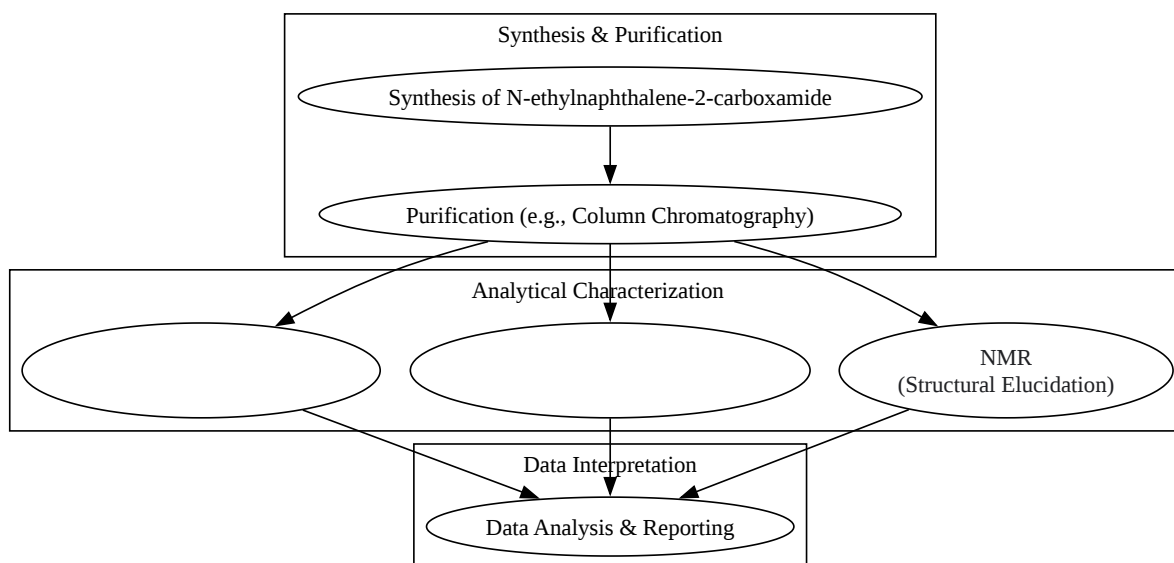 Synthesis & Purification
Synthesis of N-ethylnaphthalene-2-carboxamide
Purification (e.g., Column Chromatography)
Analytical Characterization
NMR
(Structural Elucidation)
Data Interpretation
Data Analysis & Reporting